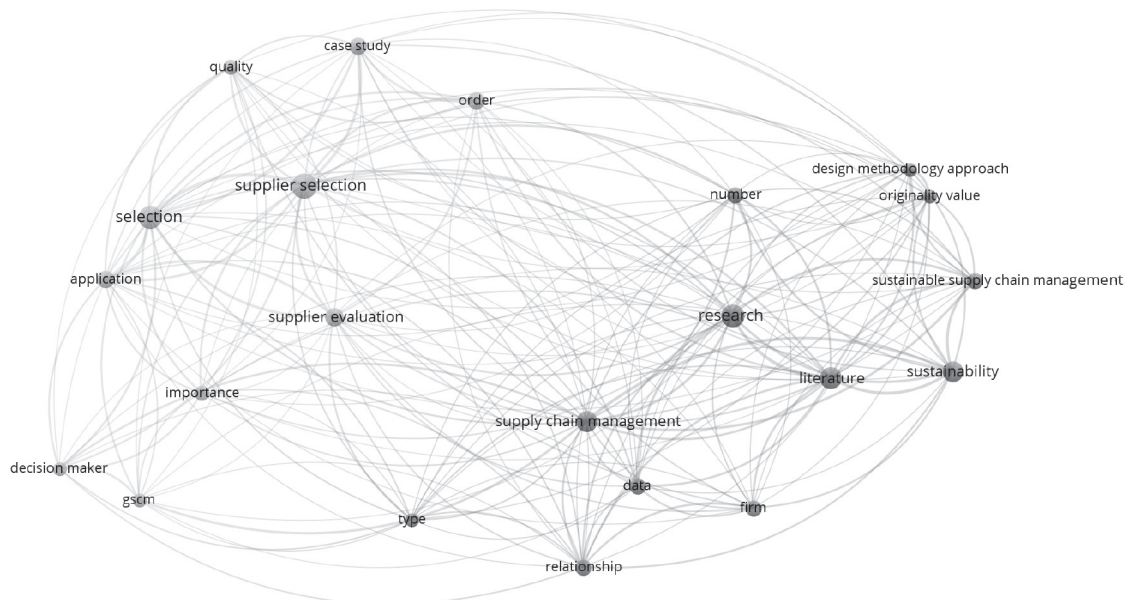 case study
quality
order
design methodology approach
supplier selection
number
originality value
selection
application
sustainable supply chain management
supplier evaluation
research
sustainability
literature
importance
supply chain management
decision maker
data
gscm
firm
type
relationship